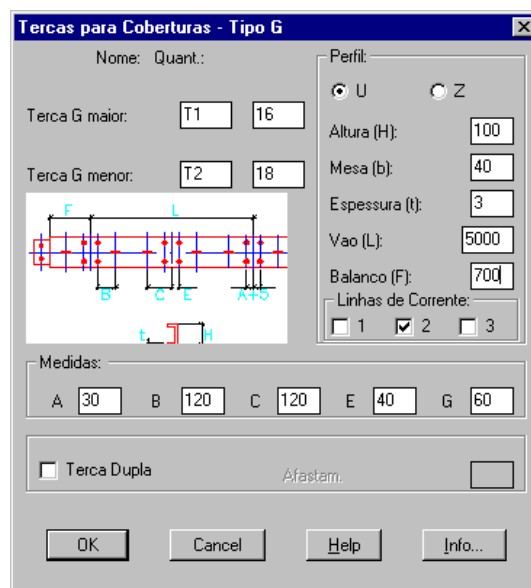 Tercas para Coberturas - Tipo G
Nome: Quant.:
Terca G maior: T1 16
Terca G menor: T2 18
F L
B C E A+5
t H
Perfil:
U Z
Altura (H): 100
Mesa (b): 40
Espessura (t): 3
Vao (L): 5000
Balanco (F): 700
Linhas de Corrente:
1 2 3
Medidas:
A 30 B 120 C 120 E 40 G 60
Terca Dupla Afastam.
OK Cancel Help Info...